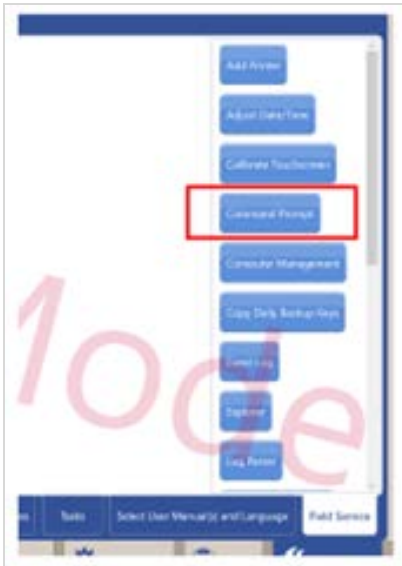 Add Printer
Adjust Date/Time
Calibrate Touchscreen
Command Prompt
Computer Management
Copy Daily Backup Keys
Event Log
Explorer
Log Parser
Mode
Tasks
Select User Manual(s) and Language
Field Service